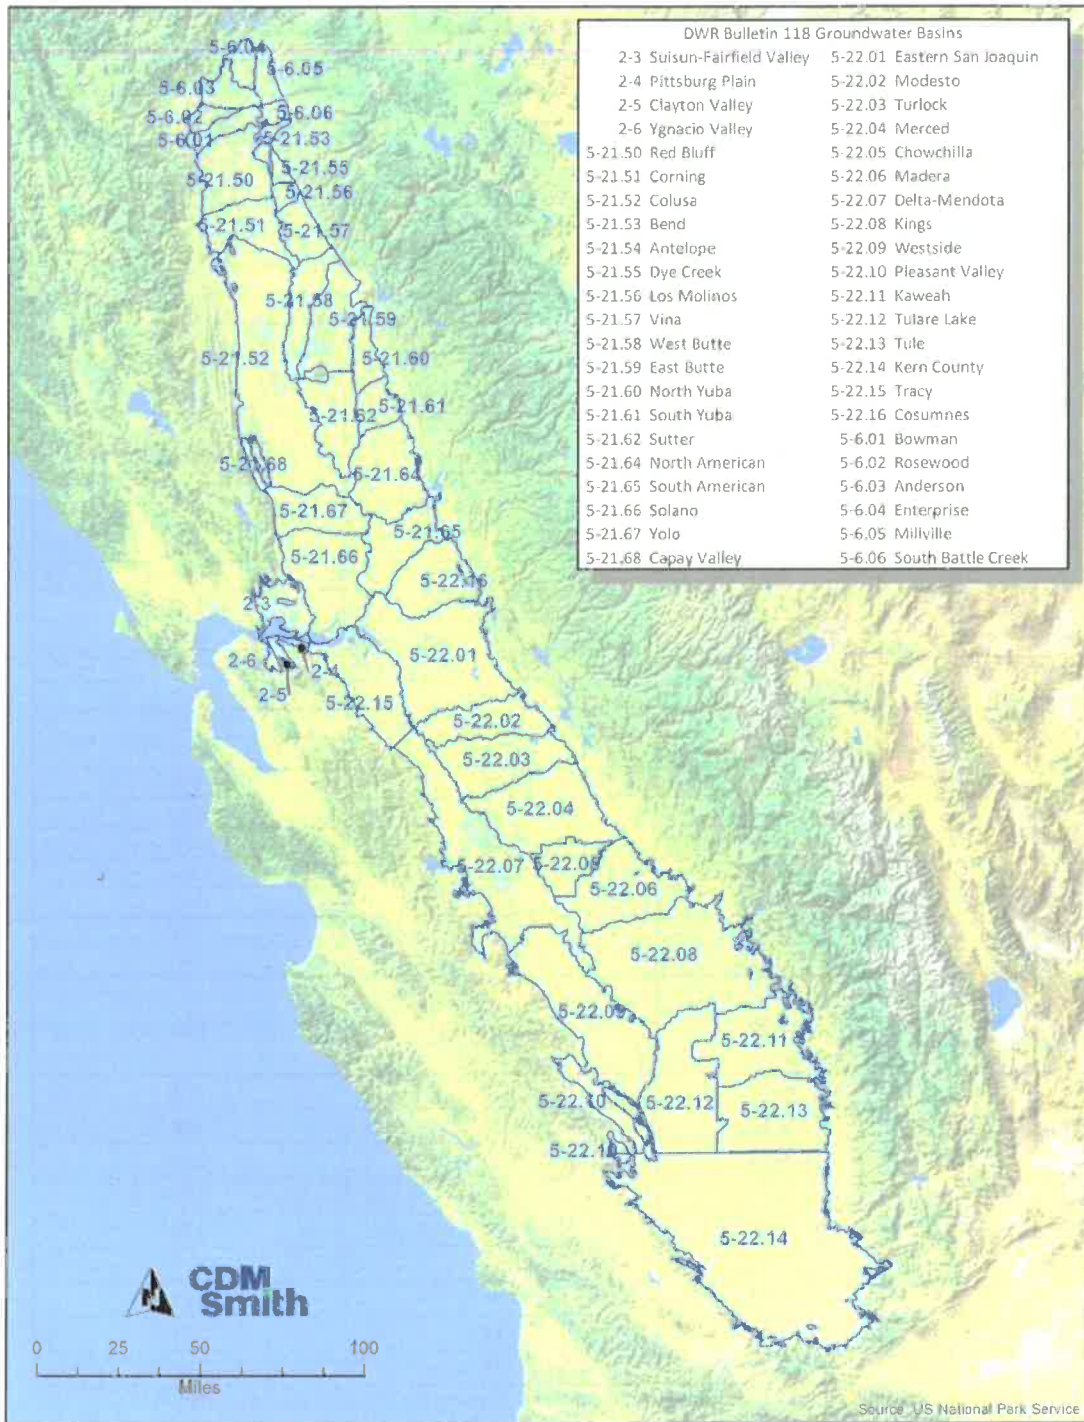 DWR Bulletin 118 Groundwater Basins
2-3 Suisun-Fairfield Valley 5-22.01 Eastern San Joaquin
2-4 Pittsburg Plain 5-22.02 Modesto
2-5 Clayton Valley 5-22.03 Turlock
2-6 Ygnacio Valley 5-22.04 Merced
5-21.50 Red Bluff 5-22.05 Chowchilla
5-21.51 Corning 5-22.06 Madera
5-21.52 Colusa 5-22.07 Delta-Mendota
5-21.53 Bend 5-22.08 Kings
5-21.54 Antelope 5-22.09 Westside
5-21.55 Dye Creek 5-22.10 Pleasant Valley
5-21.56 Los Molinos 5-22.11 Kaweah
5-21.57 Vina 5-22.12 Tulare Lake
5-21.58 West Butte 5-22.13 Tule
5-21.59 East Butte 5-22.14 Kern County
5-21.60 North Yuba 5-22.15 Tracy
5-21.61 South Yuba 5-22.16 Cosumnes
5-21.62 Sutter 5-6.01 Bowman
5-21.64 North American 5-6.02 Rosewood
5-21.65 South American 5-6.03 Anderson
5-21.66 Solano 5-6.04 Enterprise
5-21.67 Yolo 5-6.05 Millville
5-21.68 Capay Valley 5-6.06 South Battle Creek
5-6.04
5-6.05
5-6.03
5-6.02
5-6.06
5-6.01
5-21.53
5-21.55
5-21.50
5-21.56
5-21.51
5-21.57
5-21.58
5-21.59
5-21.52
5-21.60
5-21.61
5-21.62
5-21.68
5-21.64
5-21.67
5-21.65
5-21.66
5-22.16
2-3
5-22.01
2-6
2-4
2-5
5-22.15
5-22.02
5-22.03
5-22.04
5-22.07
5-22.05
5-22.06
5-22.08
5-22.09
5-22.11
5-22.10
5-22.12
5-22.13
5-22.10
5-22.14
N
CDM
Smith
0 25 50 100
Miles
Source: US National Park Service